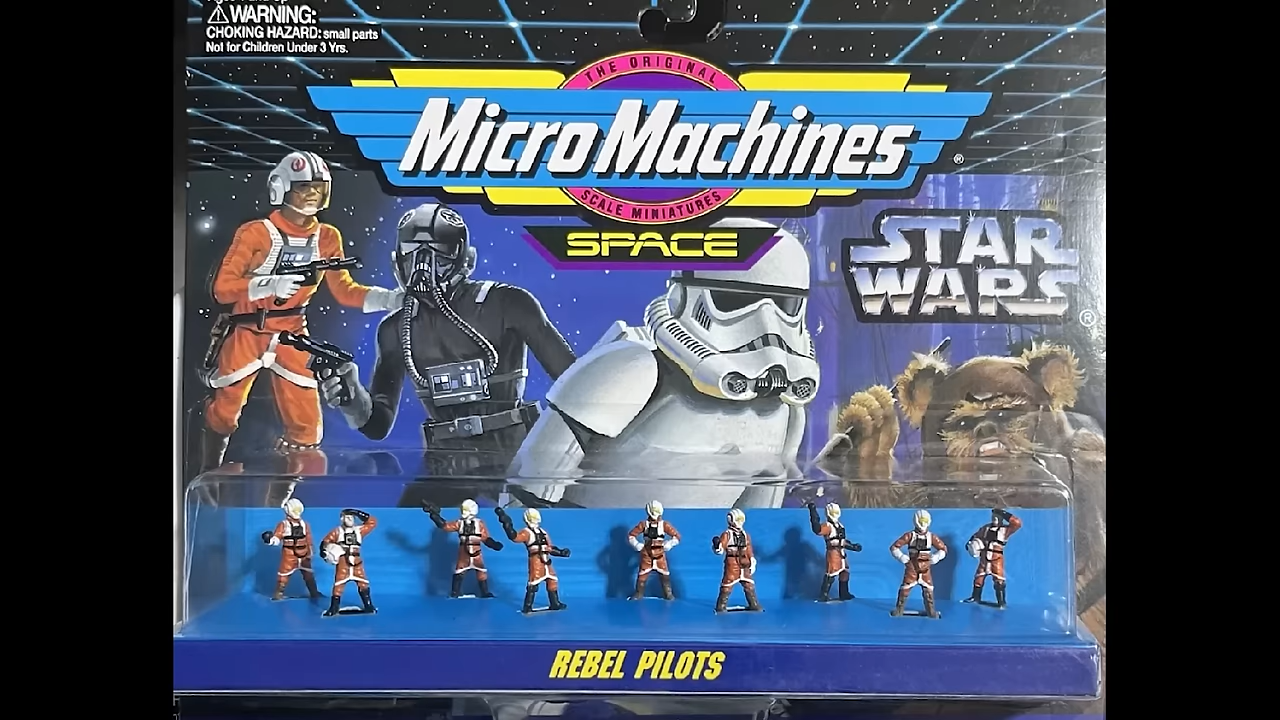 WARNING:
CHOKING HAZARD: small parts
Not for Children Under 3 Yrs.
THE ORIGINAL
Micro Machines
®
SCALE MINIATURES
SPACE
STAR
WARS
®
REBEL PILOTS